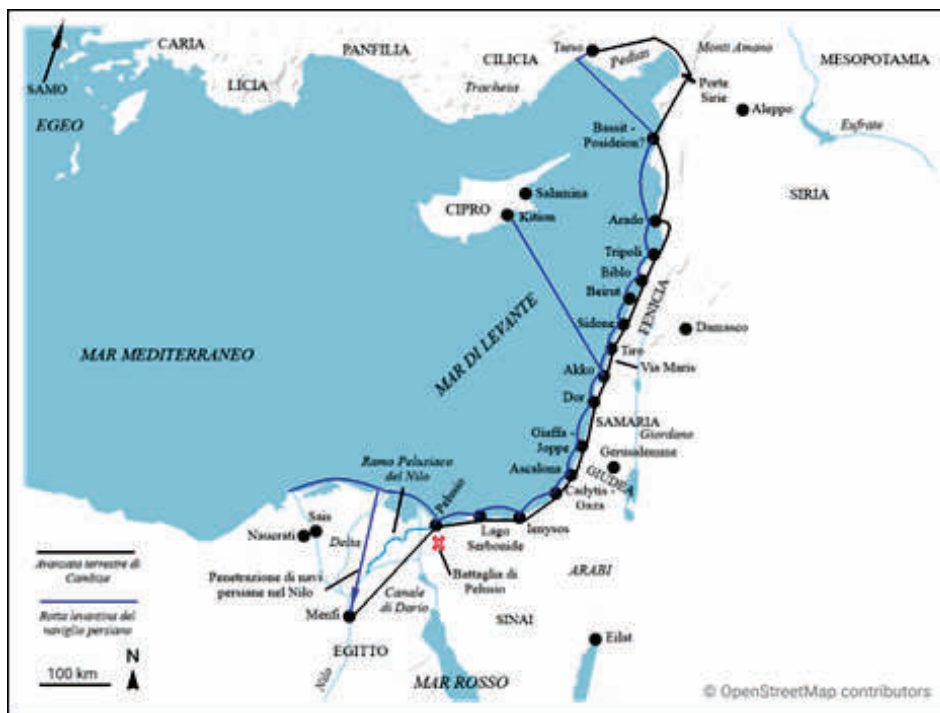 CARIA
PANFILIA
CILICIA
Tarso
Pedias
Monti Amano
MESOPOTAMIA
SAMO
LICIA
Tracheia
Porte
Sirie
Aleppo
EGEO
Eufrate
Bassit -
Posideion?
SIRIA
Salamina
CIPRO
Kition
Arado
Tripoli
Biblo
Beirut
FENICIA
Sidone
Damasco
MAR MEDITERRANEO
MAR DI LEVANTE
Tiro
Via Maris
Akko
Dor
SAMARIA
Giaffa -
Joppe
Giordano
Gerusalemme
Ramo Pelusiaco
del Nilo
Ascalona
GIUDEA
Cadytis -
Gaza
Pelusio
Sais
Naucrati
Delta
Lago
Serbonide
Ienysos
Avanzata terrestre di
Cambise
Penetrazione di navi
persiane nel Nilo
Canale
di Dario
Battaglia di
Pelusio
ARABI
Rotta levantina del
naviglio persiano
Menfi
SINAI
EGITTO
Eilat
N
100 km
Nilo
MAR ROSSO
© OpenStreetMap contributors